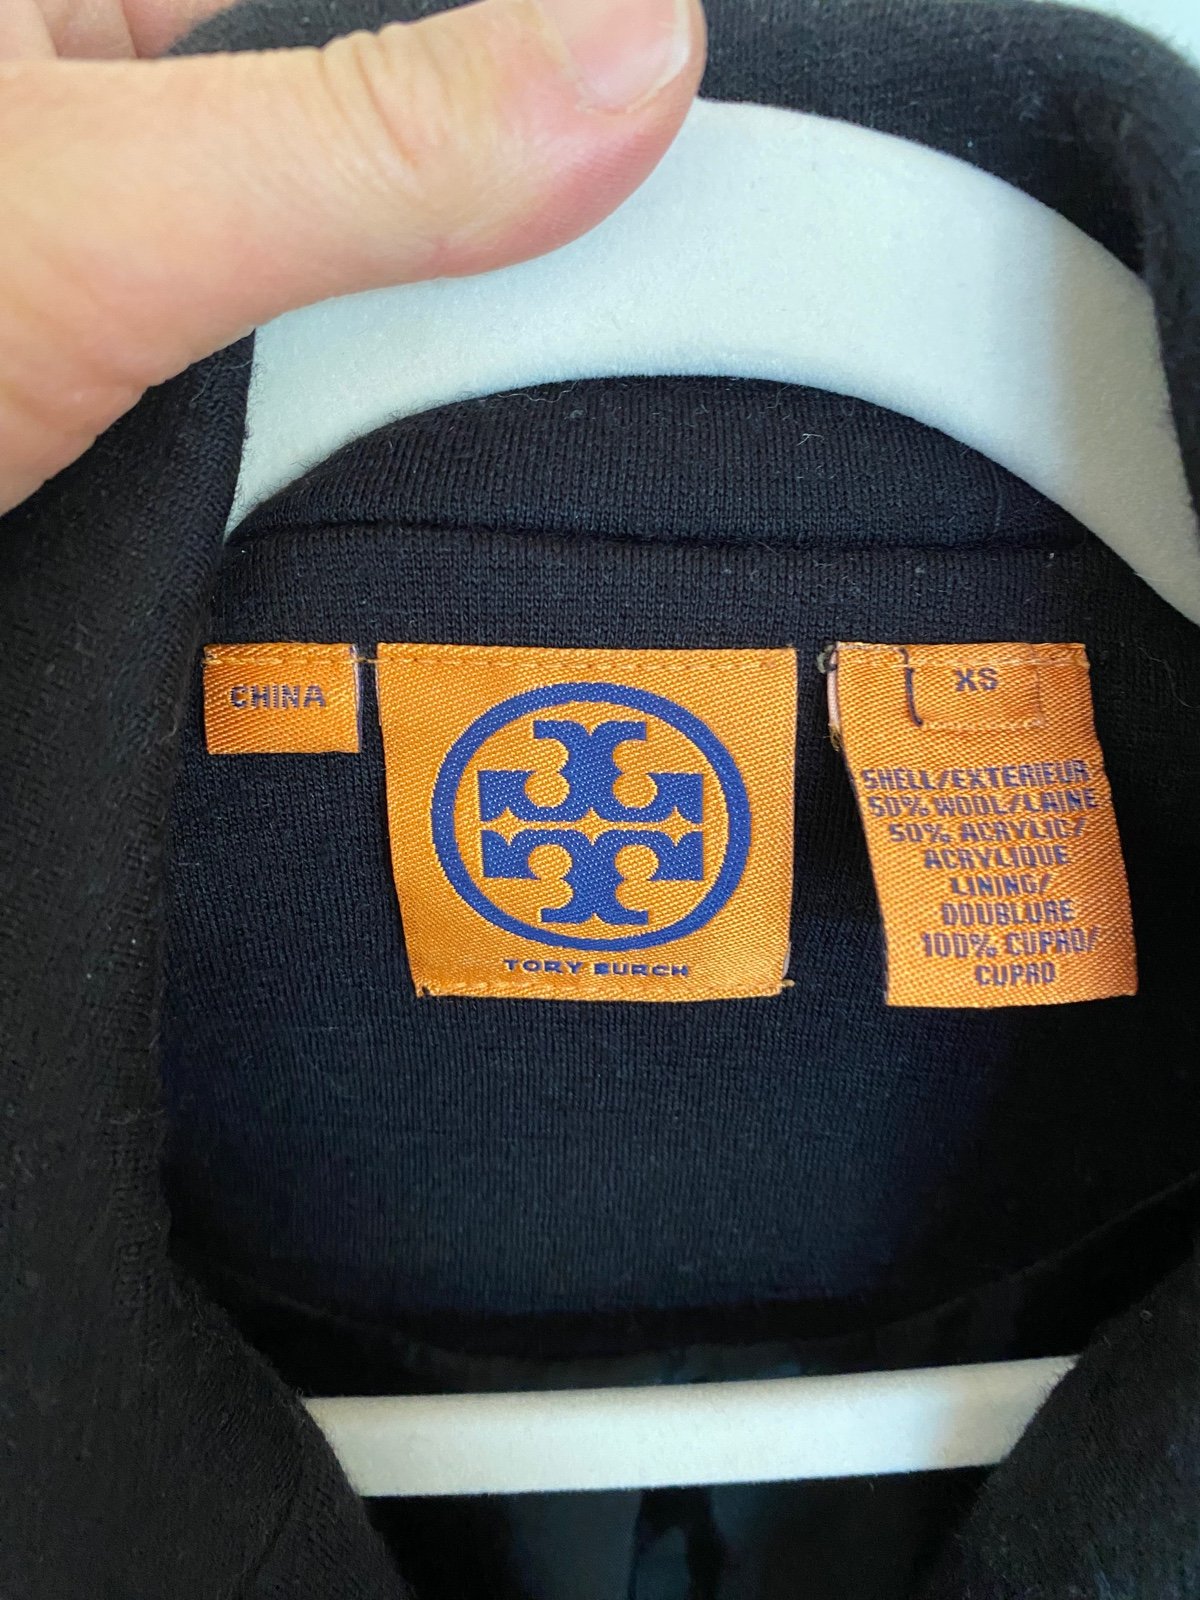 CHINA
TORY BURCH
XS
SHELL/EXTERIEUR
50% WOOL/LAINE
50% ACRYLIC/
ACRYLIQUE
LINING/
DOUBLURE
100% CUPRO/
CUPRO